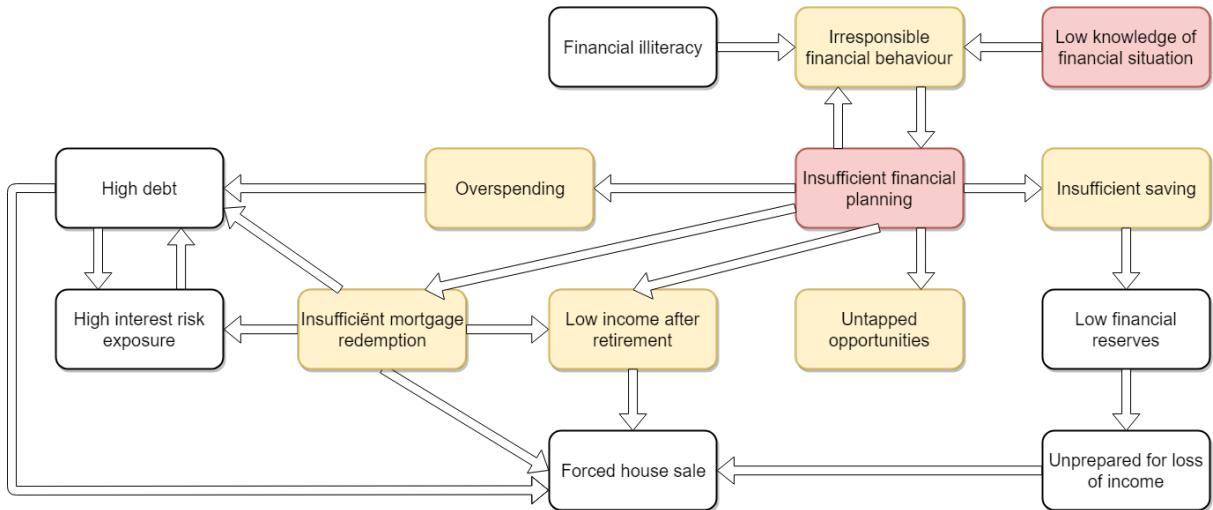 Financial illiteracy
Irresponsible
financial behaviour
Low knowledge of
financial situation
High debt
Overspending
Insufficient financial
planning
Insufficient saving
High interest risk
exposure
Insufficiënt mortgage
redemption
Low income after
retirement
Untapped
opportunities
Low financial
reserves
Forced house sale
Unprepared for loss
of income